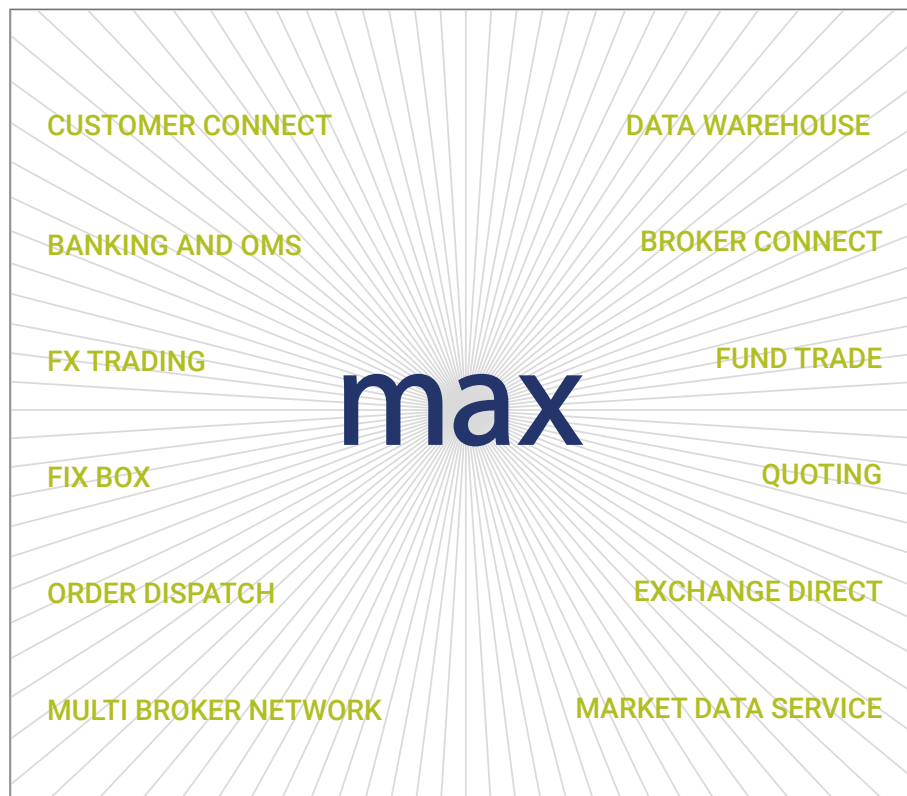 CUSTOMER CONNECT
DATA WAREHOUSE
BANKING AND OMS
BROKER CONNECT
FX TRADING
FUND TRADE
max
FIX BOX
QUOTING
ORDER DISPATCH
EXCHANGE DIRECT
MULTI BROKER NETWORK
MARKET DATA SERVICE